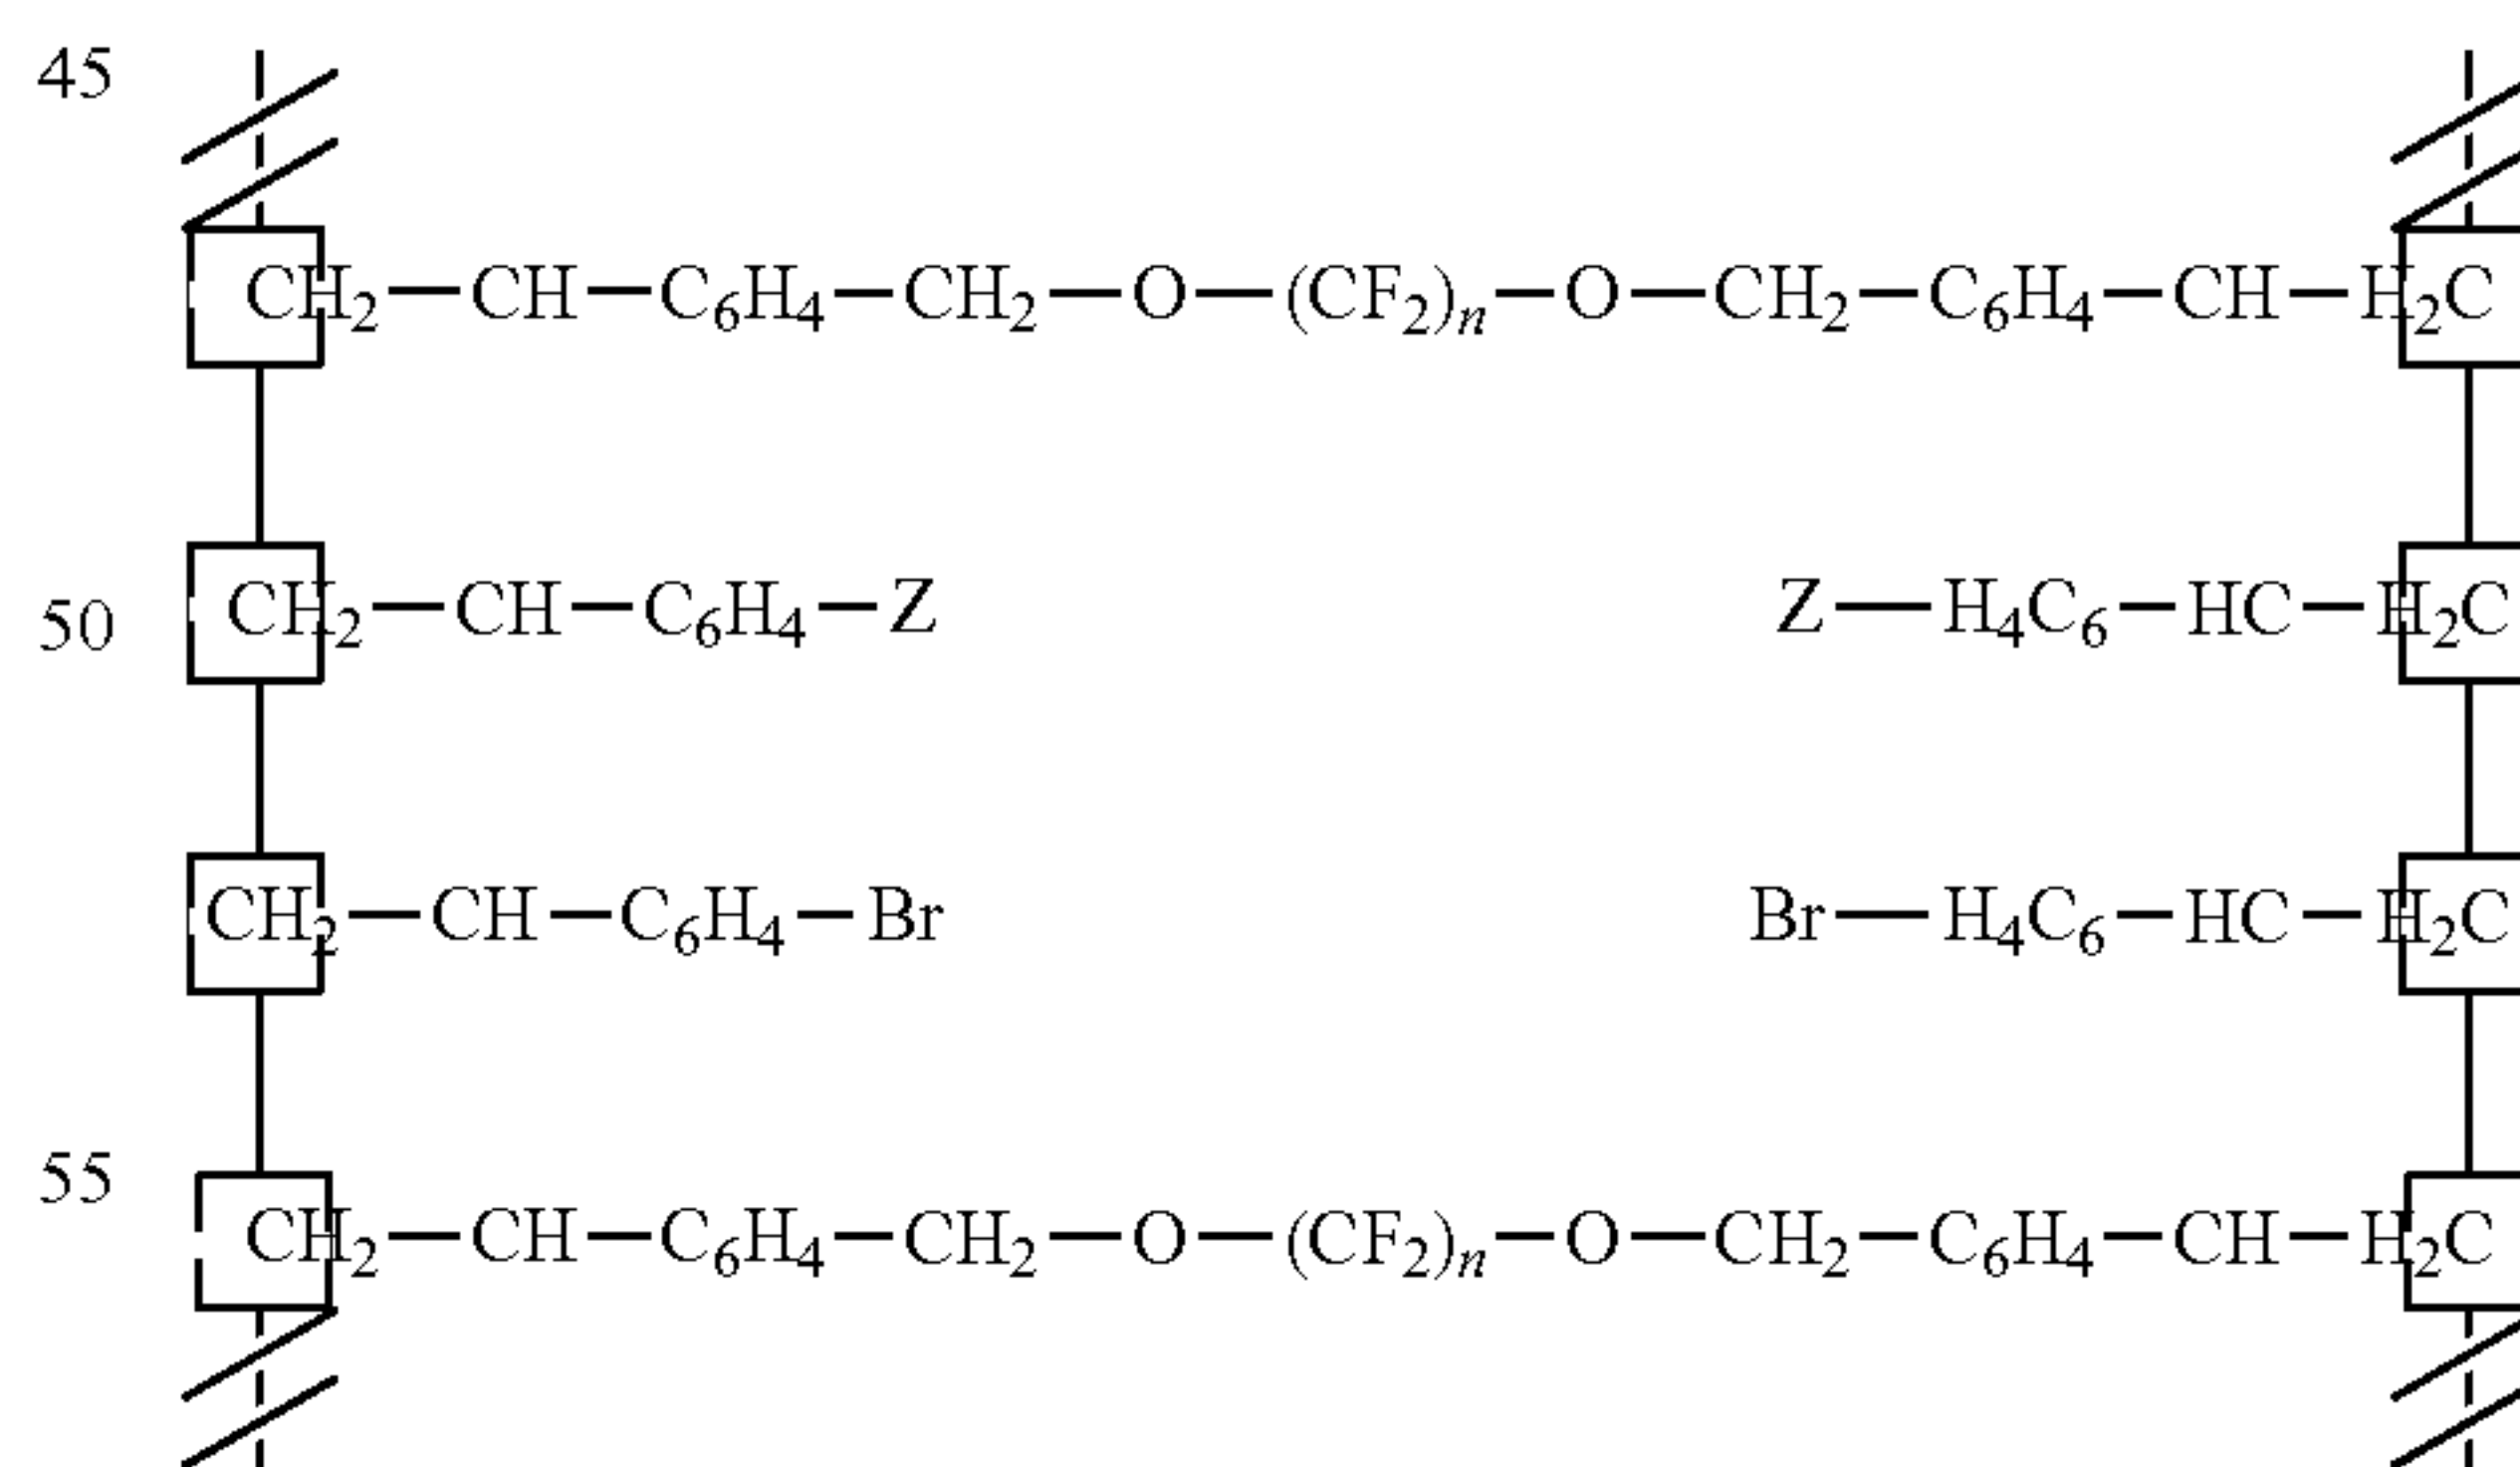 45
CH₂—CH—C₆H₄—CH₂—O—(CF₂)ₙ—O—CH₂—C₆H₄—CH—H₂C
50 CH₂—CH—C₆H₄—Z Z—H₄C₆—HC—H₂C
CH₂—CH—C₆H₄—Br Br—H₄C₆—HC—H₂C
55
CH₂—CH—C₆H₄—CH₂—O—(CF₂)ₙ—O—CH₂—C₆H₄—CH—H₂C